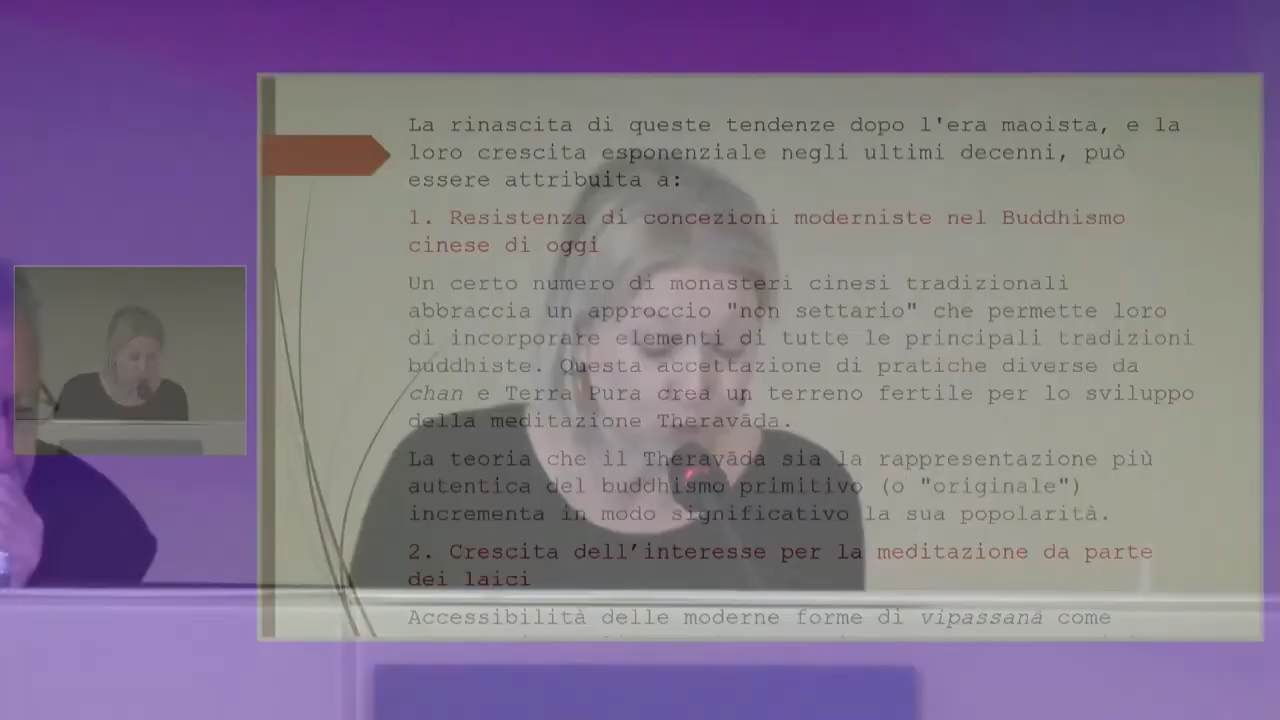 La rinascita di queste tendenze dopo l'era maoista, e la
loro crescita esponenziale negli ultimi decenni, può
essere attribuita a:
1. Resistenza di concezioni moderniste nel Buddhismo
cinese di oggi
Un certo numero di monasteri cinesi tradizionali
abbraccia un approccio "non settario" che permette loro
di incorporare elementi di tutte le principali tradizioni
buddhiste. Questa accettazione di pratiche diverse da
chan e Terra Pura crea un terreno fertile per lo sviluppo
della meditazione Theravāda.
La teoria che il Theravāda sia la rappresentazione più
autentica del buddhismo primitivo (o "originale")
incrementa in modo significativo la sua popolarità.
2. Crescita dell’interesse per la meditazione da parte
dei laici
Accessibilità delle moderne forme di vipassanā come